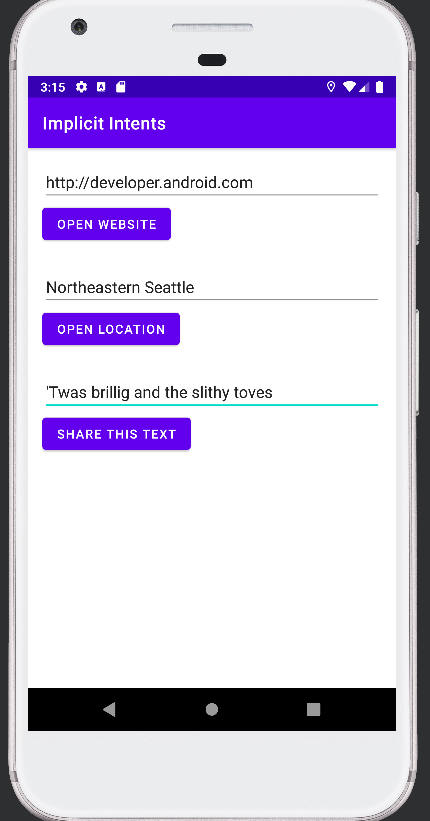 3:15
Implicit Intents
http://developer.android.com
OPEN WEBSITE
Northeastern Seattle
OPEN LOCATION
'Twas brillig and the slithy toves
SHARE THIS TEXT